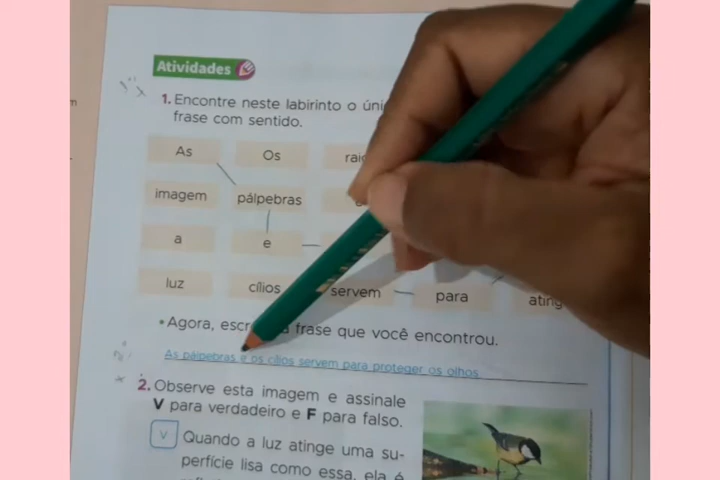 Atividades
1. Encontre neste labirinto o
frase com sentido.
As Os
imagem pálpebras
a e
luz cílios servem para
• Agora, frase que você encontrou.
As pálpebras e os cílios servem para proteger os olhos
2. Observe esta imagem e assinale
V para verdadeiro e F para falso.
V Quando a luz atinge uma su-
perfície lisa como essa, ela é